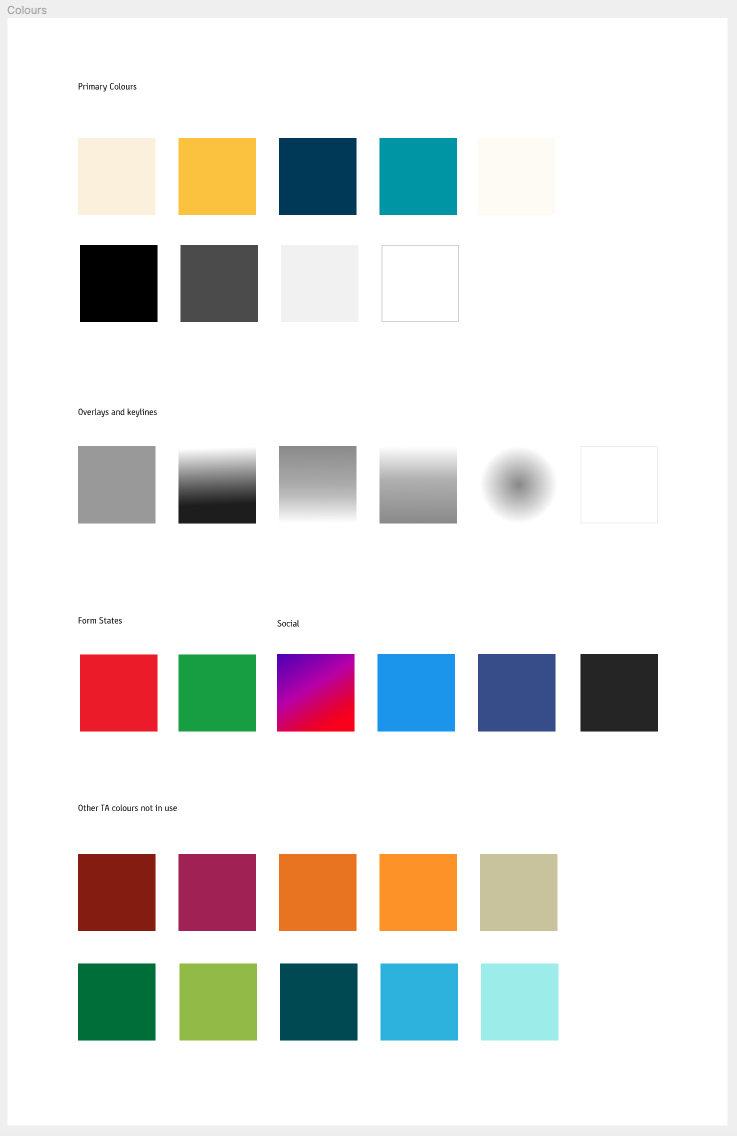 Colours
Primary Colours
Overlays and keylines
Form States
Social
Other TA colours not in use